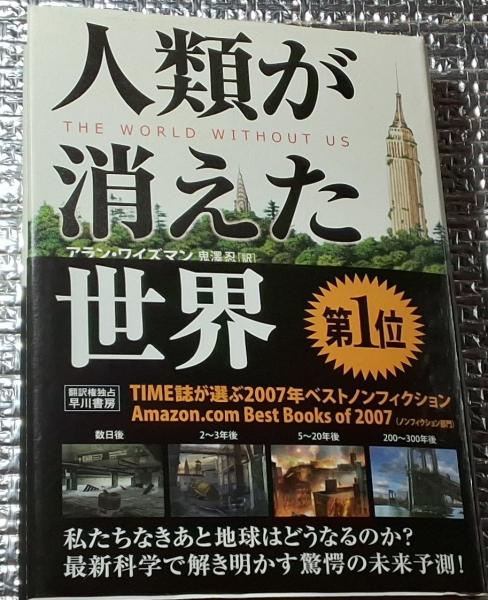 人類が
THE WORLD WITHOUT US
消えた
アラン・ワイズマン 鬼澤忍[訳]
世界
第1位
翻訳権独占
早川書房
TIME誌が選ぶ2007年ベストノンフィクション
Amazon.com Best Books of 2007 (ノンフィクション部門)
数日後
2〜3年後
5〜20年後
200〜300年後
私たちなきあと地球はどうなるのか?
最新科学で解き明かす驚愕の未来予測!